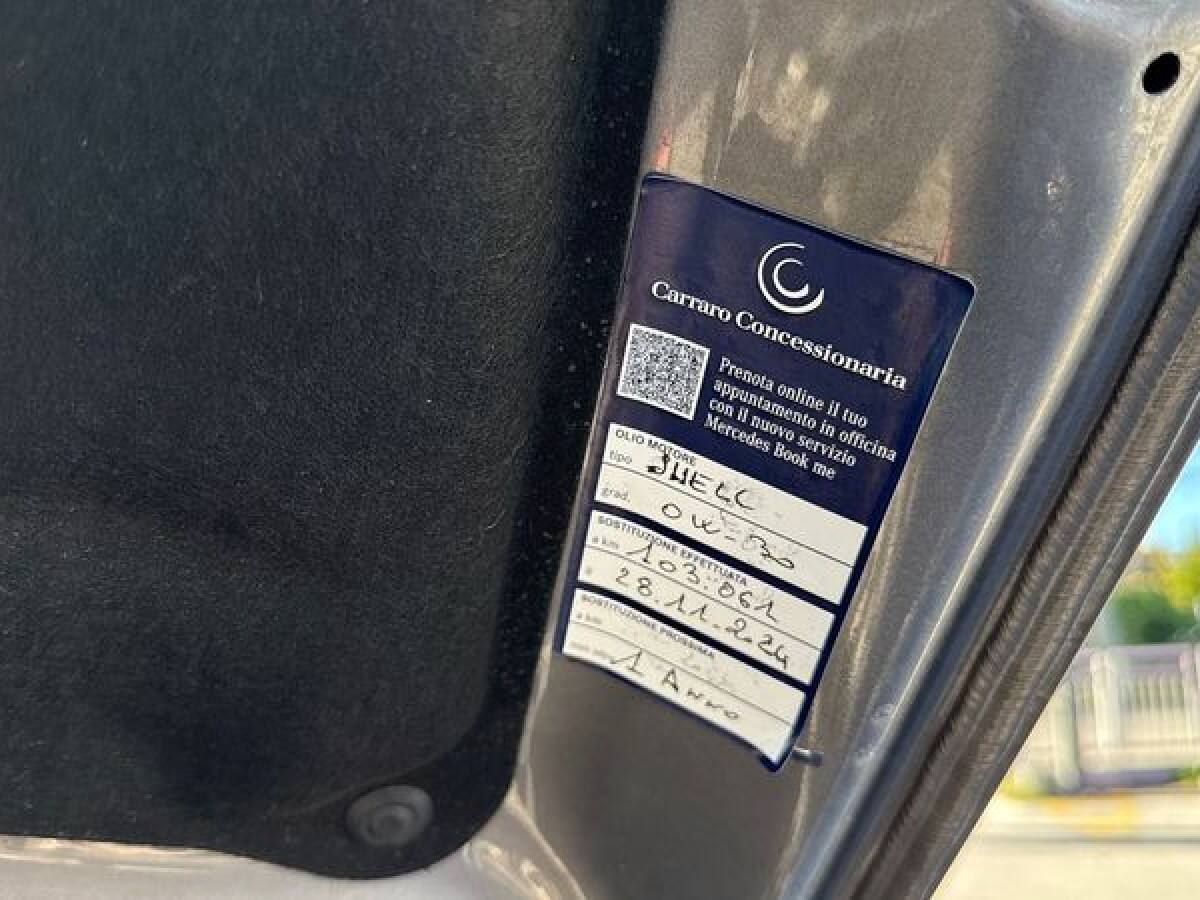 Carraro Concessionaria
Prenota online il tuo
appuntamento in officina
con il nuovo servizio
Mercedes Book me
OLIO MOTORE
tipo SHELL
grad. 0W-30
SOSTITUZIONE EFFETTUATA
a km 103.061
28.11.2024
SOSTITUZIONE PROSSIMA
a km
1 ANNO